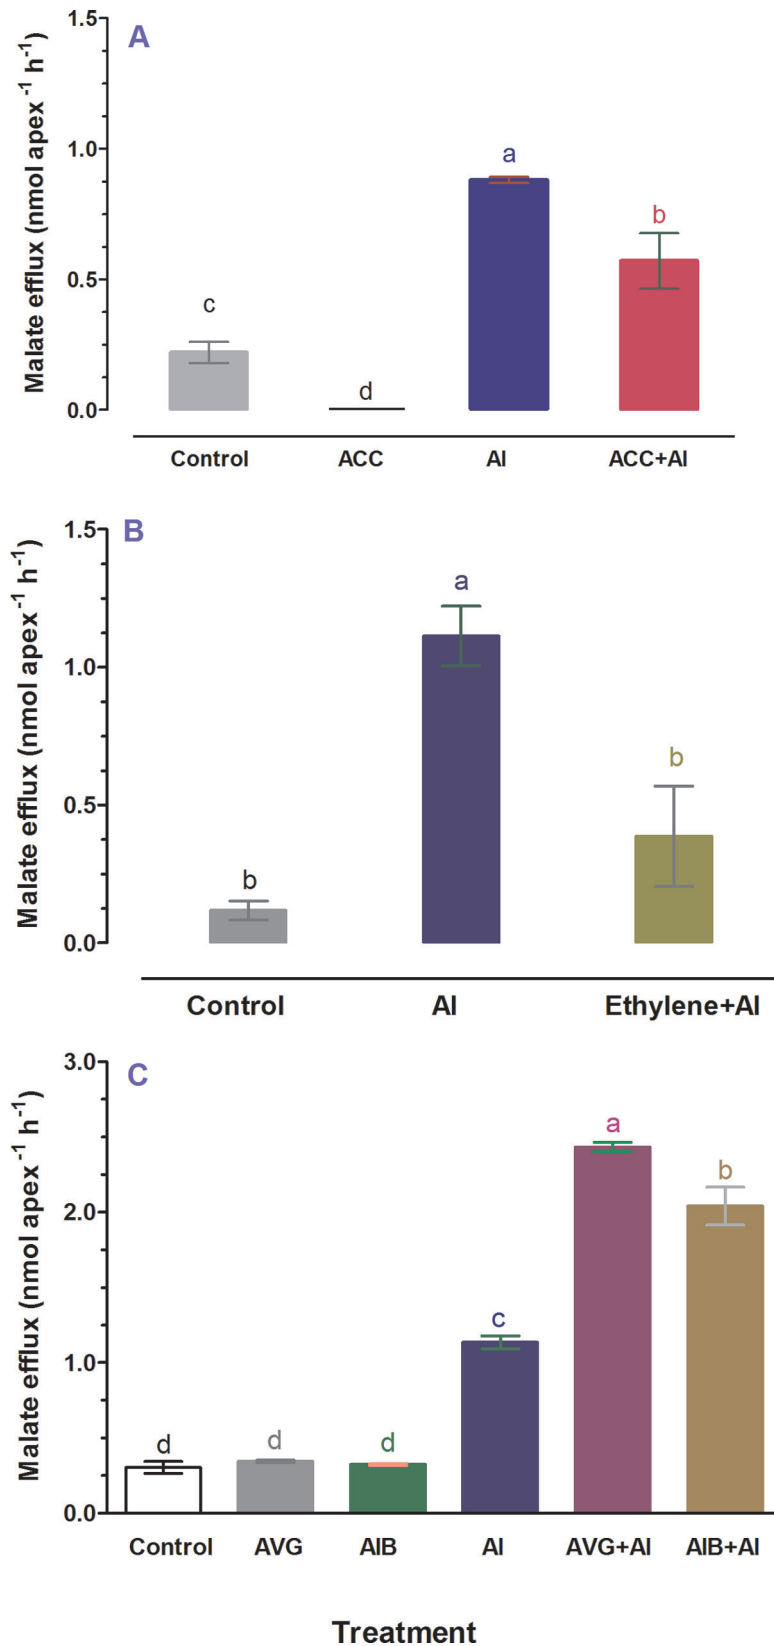 A
Malate efflux (nmol apex⁻¹ h⁻¹)
1.5
1.0
0.5
0.0
c
d
a
b
Control ACC Al ACC+Al
B
Malate efflux (nmol apex⁻¹ h⁻¹)
1.5
1.0
0.5
0.0
b
a
b
Control Al Ethylene+Al
C
Malate efflux (nmol apex⁻¹ h⁻¹)
3.0
2.0
1.0
0.0
d
d
d
c
a
b
Control AVG AIB Al AVG+Al AIB+Al
Treatment